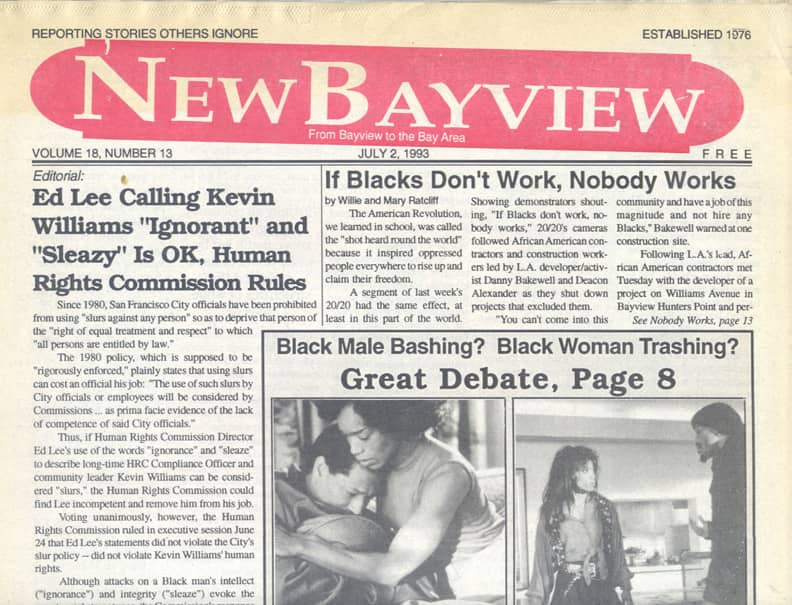 REPORTING STORIES OTHERS IGNORE
ESTABLISHED 1976
NEW BAYVIEW
From Bayview to the Bay Area
VOLUME 18, NUMBER 13
JULY 2, 1993
FREE
Editorial:
Ed Lee Calling Kevin
Williams "Ignorant" and
"Sleazy" Is OK, Human
Rights Commission Rules
Since 1980, San Francisco City officials have been prohibited
from using "slurs against any person" so as to deprive that person of
the "right of equal treatment and respect" to which
"all persons are entitled by law."
The 1980 policy, which is supposed to be
"rigorously enforced," plainly states that using slurs
can cost an official his job: "The use of such slurs by
City officials or employees will be considered by
Commissions ... as prima facie evidence of the lack
of competence of said City officials."
Thus, if Human Rights Commission Director
Ed Lee's use of the words "ignorance" and "sleaze"
to describe long-time HRC Compliance Officer and
community leader Kevin Williams can be consid-
ered "slurs," the Human Rights Commission could
find Lee incompetent and remove him from his job.
Voting unanimously, however, the Human
Rights Commission ruled in executive session June
24 that Ed Lee's statements did not violate the City's
slur policy -- did not violate Kevin Williams' human
rights.
Although attacks on a Black man's intellect
("ignorance") and integrity ("sleaze") evoke the
If Blacks Don't Work, Nobody Works
by Willie and Mary Ratcliff
The American Revolution,
we learned in school, was called
the "shot heard round the world"
because it inspired oppressed
people everywhere to rise up and
claim their freedom.
A segment of last week's
20/20 had the same effect, at
least in this part of the world.
Showing demonstrators shout-
ing, "If Blacks don't work, no-
body works," 20/20's cameras
followed African American con-
tractors and construction work-
ers led by L.A. developer/activ-
ist Danny Bakewell and Deacon
Alexander as they shut down
projects that excluded them.
"You can't come into this
community and have a job of this
magnitude and not hire any
Blacks," Bakewell warned at one
construction site.
Following L.A.'s lead, Af-
rican American contractors met
Tuesday with the developer of a
project on Williams Avenue in
Bayview Hunters Point and per-
See Nobody Works, page 13
Black Male Bashing? Black Woman Trashing?
Great Debate, Page 8